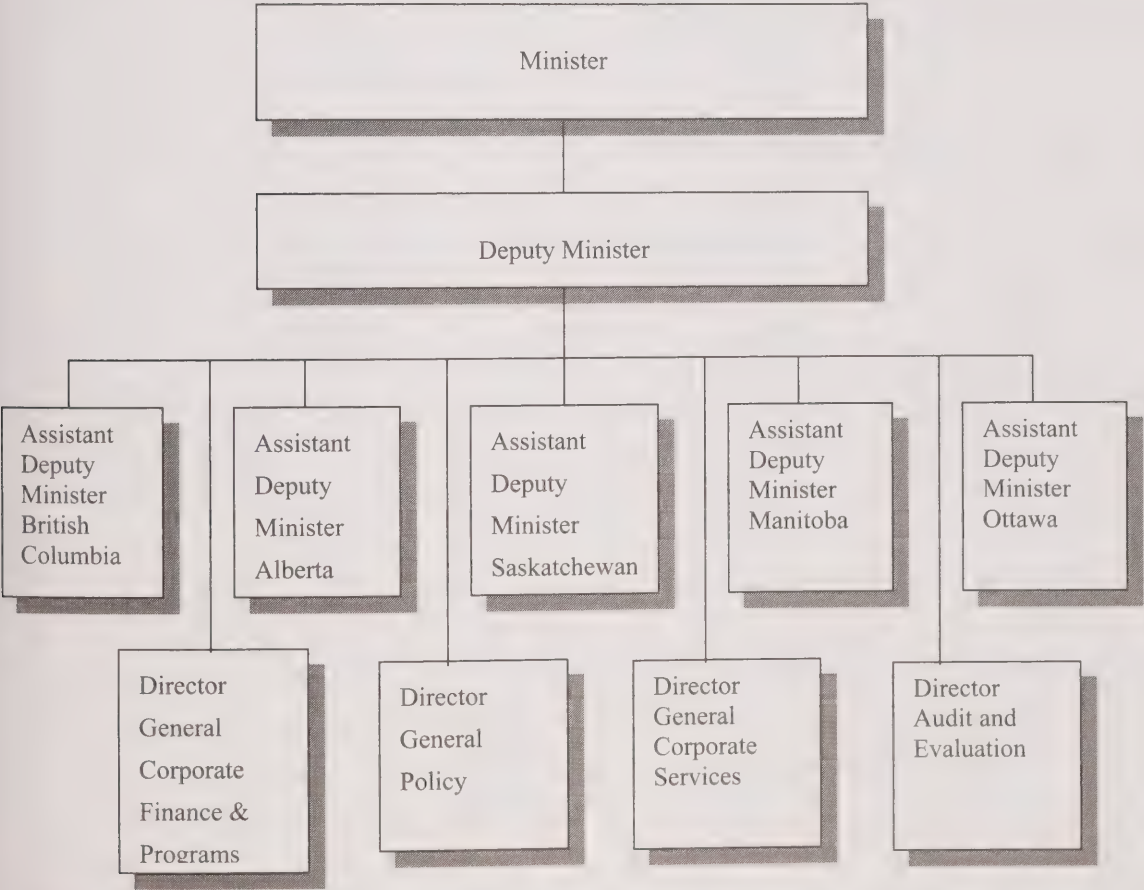 Minister
Deputy Minister
Assistant
Deputy
Minister
British
Columbia
Assistant
Deputy
Minister
Alberta
Assistant
Deputy
Minister
Saskatchewan
Assistant
Deputy
Minister
Manitoba
Assistant
Deputy
Minister
Ottawa
Director
General
Corporate
Finance &
Programs
Director
General
Policy
Director
General
Corporate
Services
Director
Audit and
Evaluation